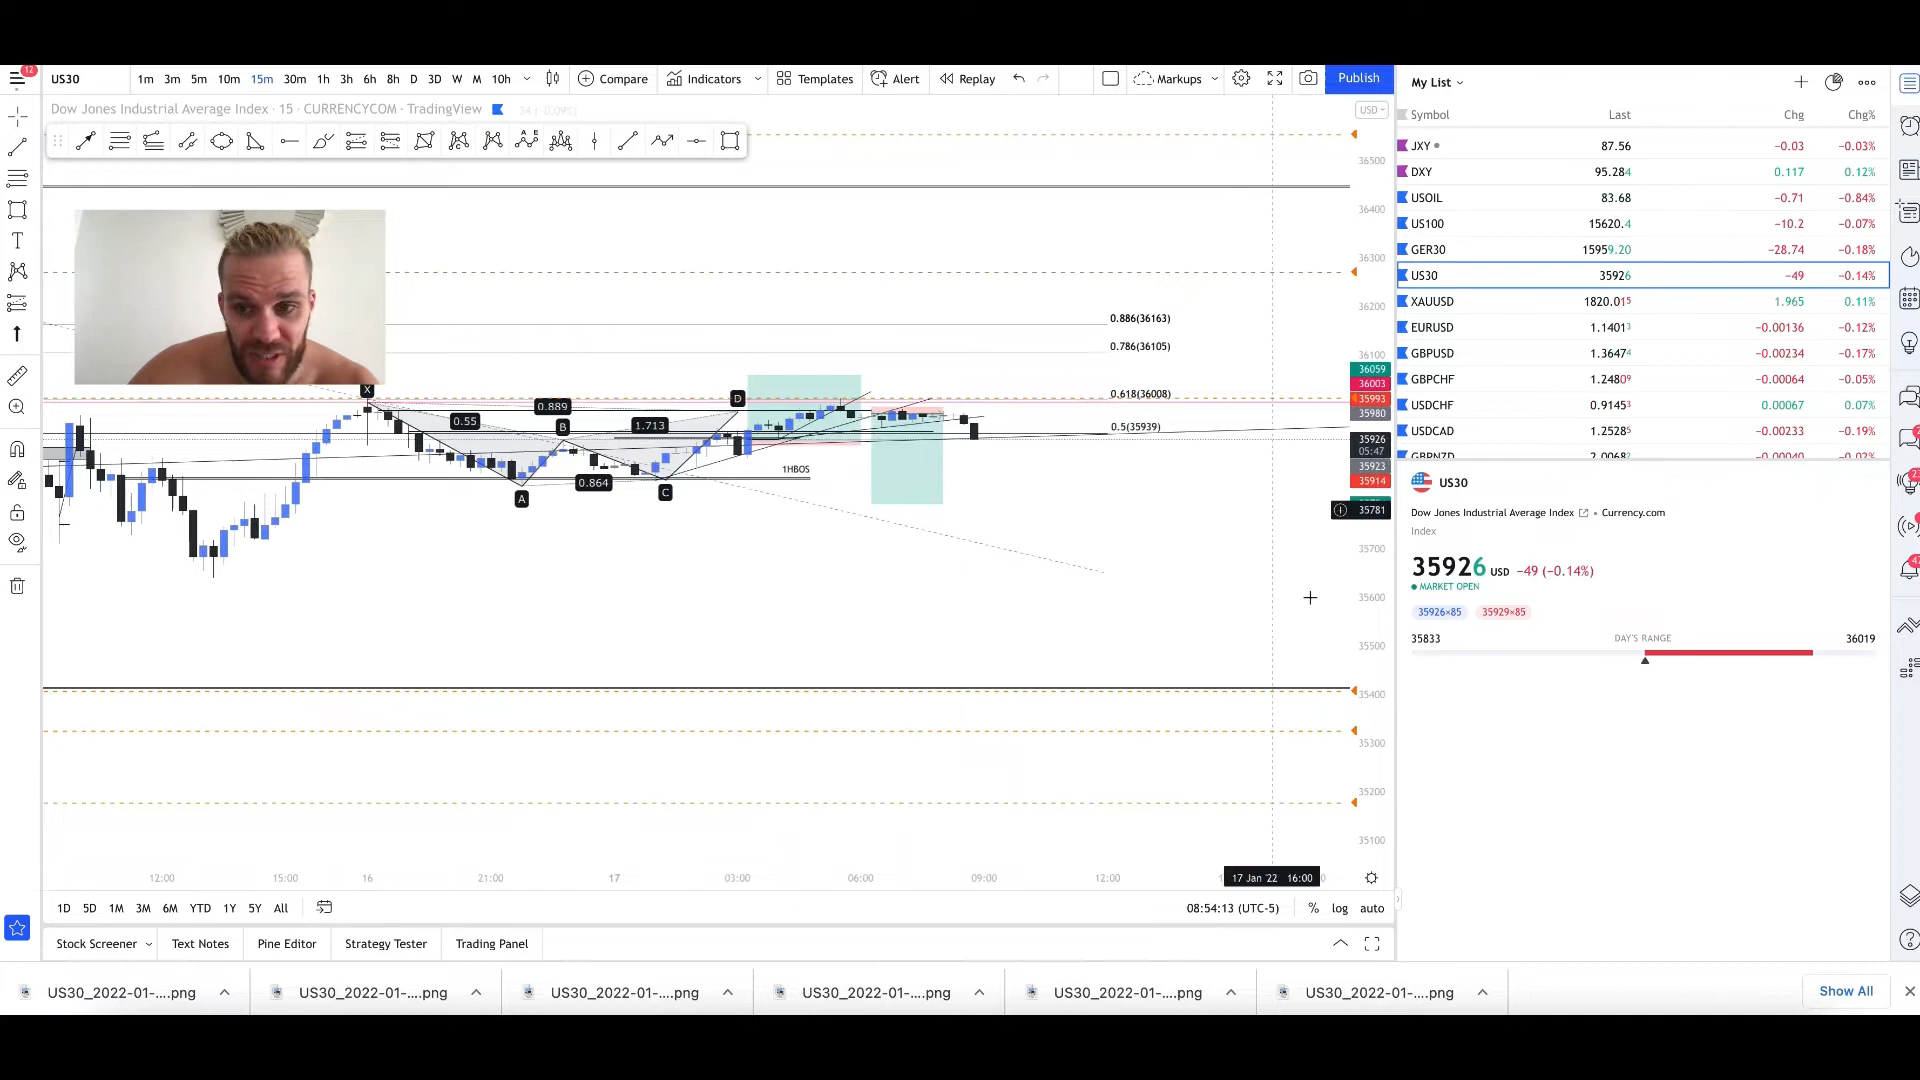 12
US30 1m 3m 5m 10m 15m 30m 1h 3h 6h 8h D 3D W M 10h Compare Indicators Templates Alert Replay Markups Publish
Dow Jones Industrial Average Index · 15 · CURRENCYCOM · TradingView 34 (−0.09%)
USD
36500
36400
36300
36200
36100
0.886(36163)
0.786(36105)
0.618(36008)
0.5(35939)
36059
36003
35993
35980
35926
05:47
35923
35914
35781
35700
35600
35500
35400
35300
35200
35100
X
0.55
0.889
B
1.713
D
A
0.864
C
1HBOS
12:00 15:00 16 21:00 17 03:00 06:00 09:00 12:00 17 Jan '22 16:00
1D 5D 1M 3M 6M YTD 1Y 5Y All 08:54:13 (UTC-5) % log auto
Stock Screener Text Notes Pine Editor Strategy Tester Trading Panel
My List
Symbol Last Chg Chg%
JXY 87.56 −0.03 −0.03%
DXY 95.284 0.117 0.12%
USOIL 83.68 −0.71 −0.84%
US100 15620.4 −10.2 −0.07%
GER30 15959.20 −28.74 −0.18%
US30 35926 −49 −0.14%
XAUUSD 1820.015 1.965 0.11%
EURUSD 1.14013 −0.00136 −0.12%
GBPUSD 1.36474 −0.00234 −0.17%
GBPCHF 1.24809 −0.00064 −0.05%
USDCHF 0.91453 0.00067 0.07%
USDCAD 1.25281 −0.00233 −0.19%
GBPNZD 2.00682 −0.00040 −0.02%
US30
Dow Jones Industrial Average Index • Currency.com
Index
35926 USD −49 (−0.14%)
MARKET OPEN
35926×85 35929×85
35833 DAY'S RANGE 36019
US30_2022-01-....png US30_2022-01-....png US30_2022-01-....png US30_2022-01-....png US30_2022-01-....png US30_2022-01-....png Show All